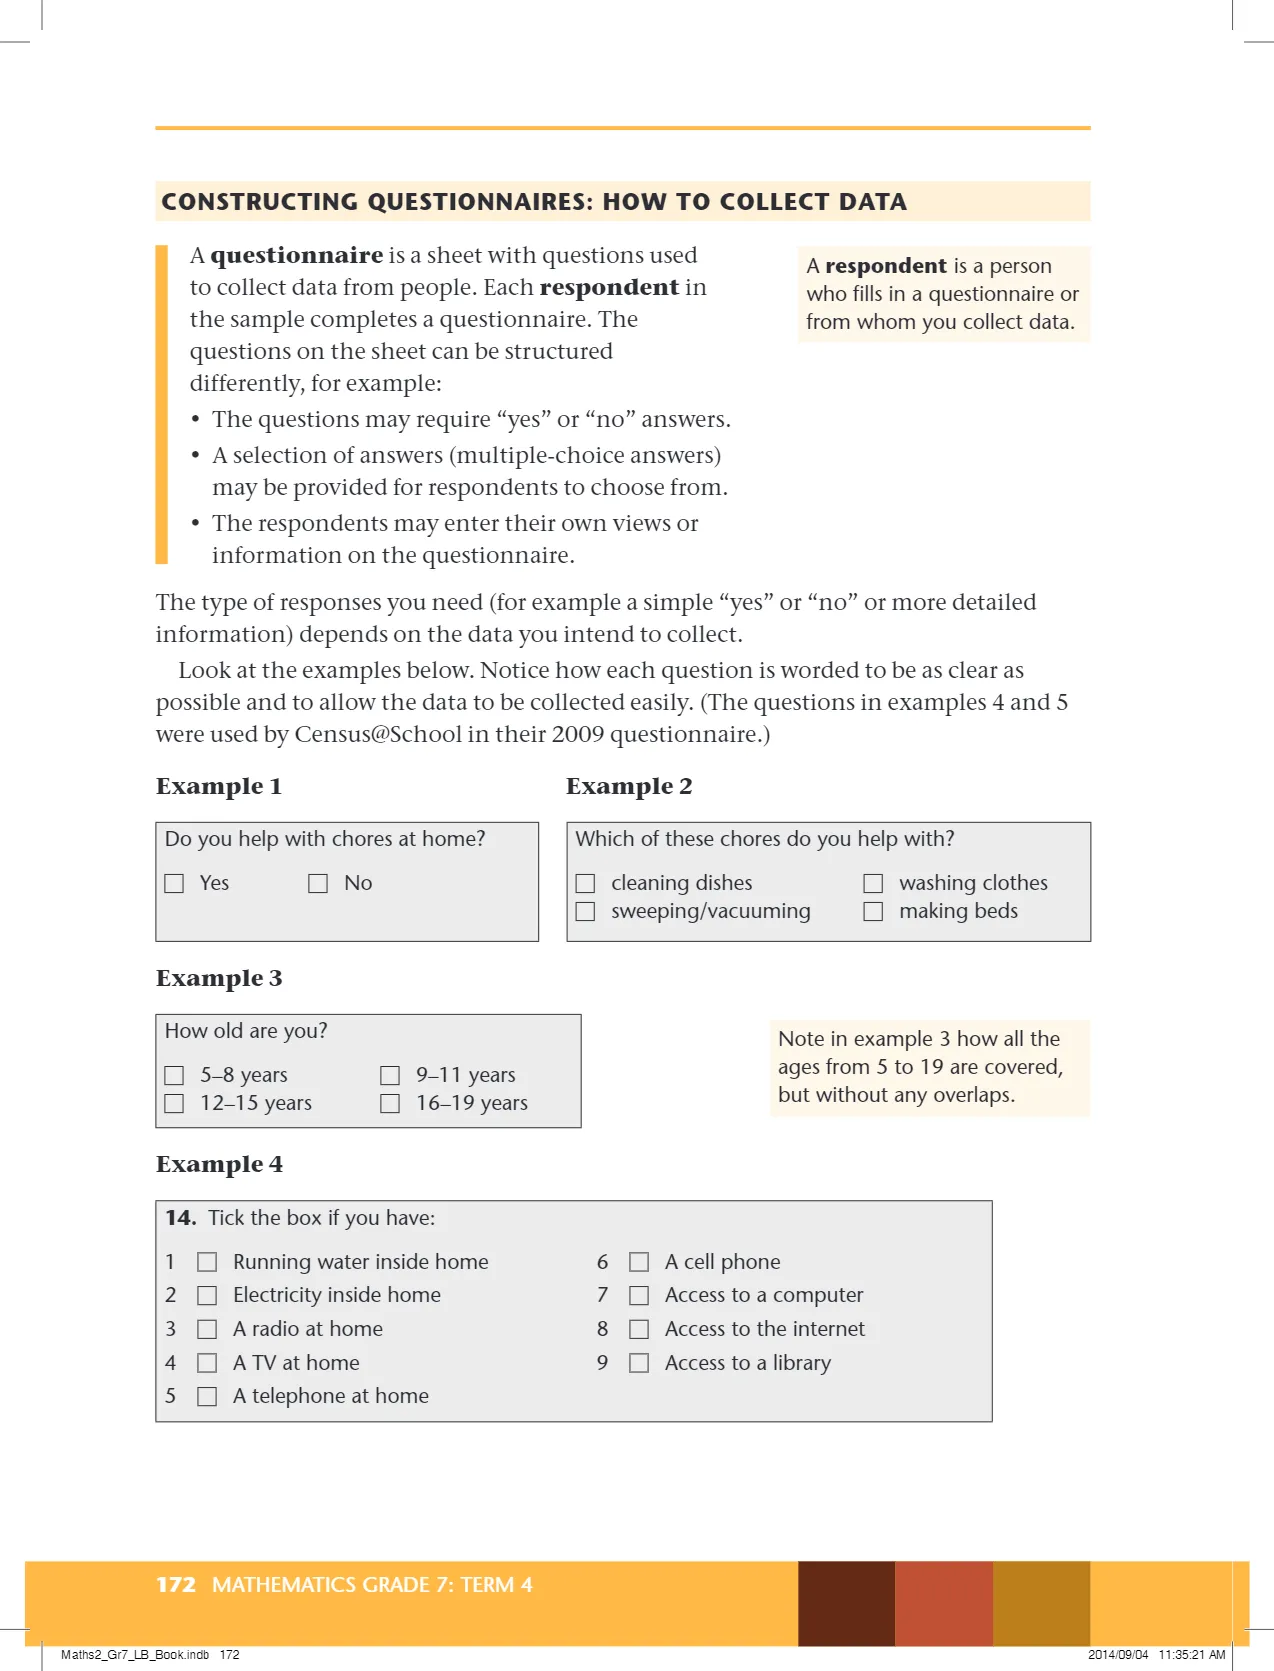 CONSTRUCTING QUESTIONNAIRES: HOW TO COLLECT DATA
A questionnaire is a sheet with questions used
to collect data from people. Each respondent in
the sample completes a questionnaire. The
questions on the sheet can be structured
differently, for example:
• The questions may require “yes” or “no” answers.
• A selection of answers (multiple-choice answers)
may be provided for respondents to choose from.
• The respondents may enter their own views or
information on the questionnaire.
A respondent is a person
who fills in a questionnaire or
from whom you collect data.
The type of responses you need (for example a simple “yes” or “no” or more detailed
information) depends on the data you intend to collect.
Look at the examples below. Notice how each question is worded to be as clear as
possible and to allow the data to be collected easily. (The questions in examples 4 and 5
were used by Census@School in their 2009 questionnaire.)
Example 1
Do you help with chores at home?
Yes No
Example 2
Which of these chores do you help with?
cleaning dishes washing clothes
sweeping/vacuuming making beds
Example 3
How old are you?
5–8 years 9–11 years
12–15 years 16–19 years
Note in example 3 how all the
ages from 5 to 19 are covered,
but without any overlaps.
Example 4
14. Tick the box if you have:
1 Running water inside home
2 Electricity inside home
3 A radio at home
4 A TV at home
5 A telephone at home
6 A cell phone
7 Access to a computer
8 Access to the internet
9 Access to a library
172 MATHEMATICS GRADE 7: TERM 4
Maths2_Gr7_LB_Book.indb 172
2014/09/04 11:35:21 AM